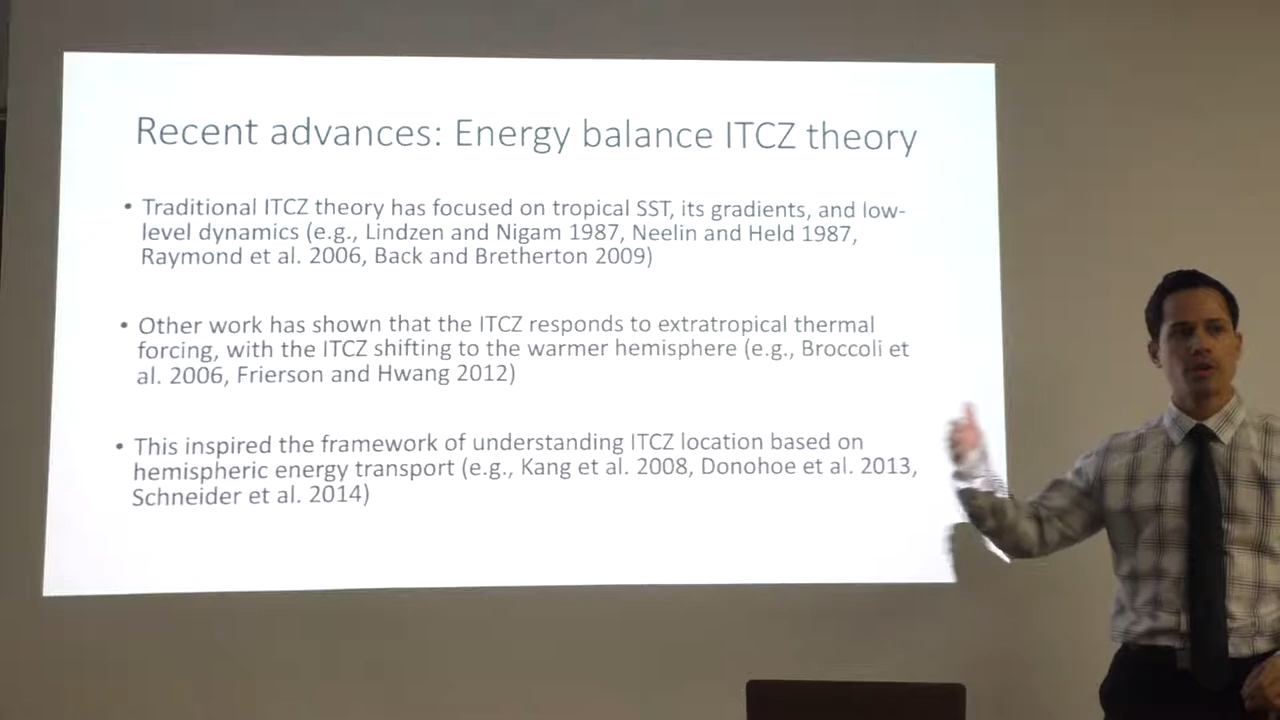 Recent advances: Energy balance ITCZ theory
• Traditional ITCZ theory has focused on tropical SST, its gradients, and low-
level dynamics (e.g., Lindzen and Nigam 1987, Neelin and Held 1987,
Raymond et al. 2006, Back and Bretherton 2009)
• Other work has shown that the ITCZ responds to extratropical thermal
forcing, with the ITCZ shifting to the warmer hemisphere (e.g., Broccoli et
al. 2006, Frierson and Hwang 2012)
• This inspired the framework of understanding ITCZ location based on
hemispheric energy transport (e.g., Kang et al. 2008, Donohoe et al. 2013,
Schneider et al. 2014)